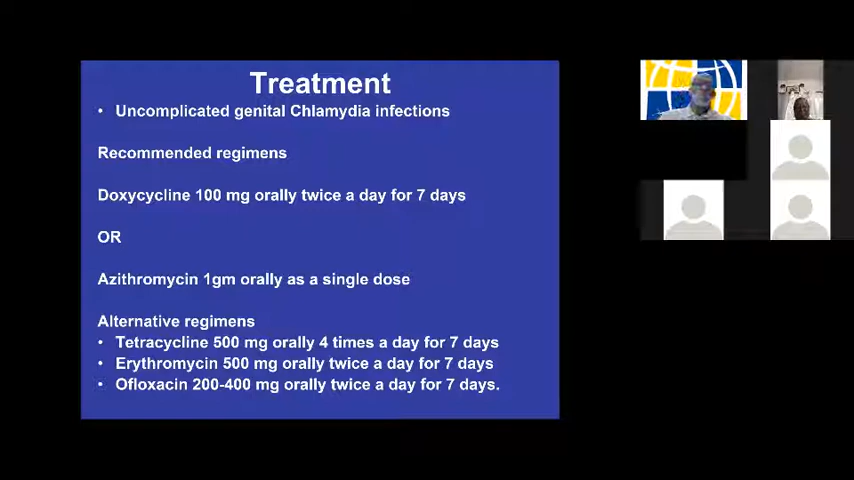 Treatment
• Uncomplicated genital Chlamydia infections
Recommended regimens
Doxycycline 100 mg orally twice a day for 7 days
OR
Azithromycin 1gm orally as a single dose
Alternative regimens
• Tetracycline 500 mg orally 4 times a day for 7 days
• Erythromycin 500 mg orally twice a day for 7 days
• Ofloxacin 200-400 mg orally twice a day for 7 days.